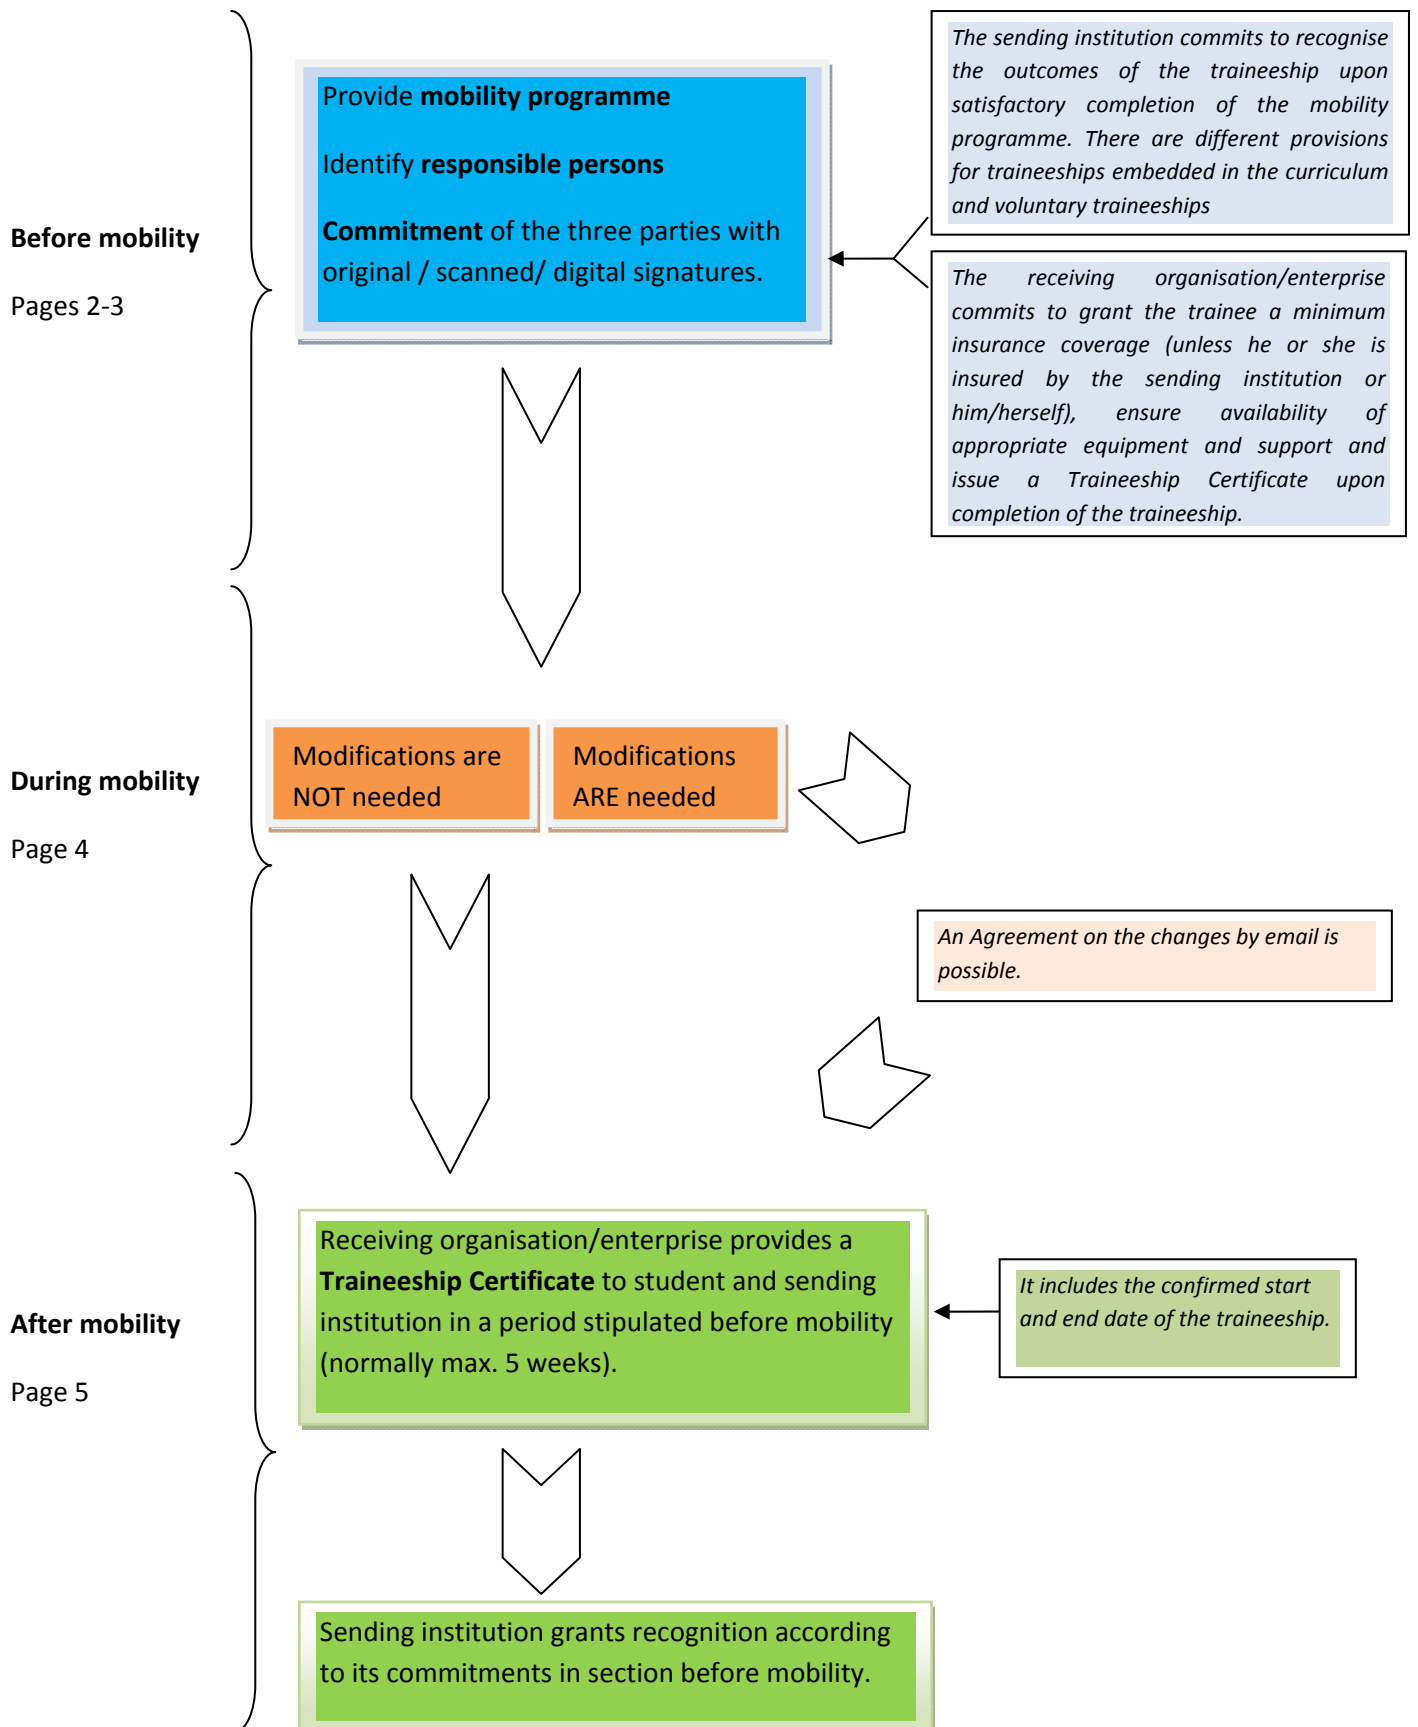 Before mobility
Pages 2-3
Provide mobility programme
Identify responsible persons
Commitment of the three parties with
original / scanned/ digital signatures.
The sending institution commits to recognise
the outcomes of the traineeship upon
satisfactory completion of the mobility
programme. There are different provisions
for traineeships embedded in the curriculum
and voluntary traineeships
The receiving organisation/enterprise
commits to grant the trainee a minimum
insurance coverage (unless he or she is
insured by the sending institution or
him/herself), ensure availability of
appropriate equipment and support and
issue a Traineeship Certificate upon
completion of the traineeship.
During mobility
Page 4
Modifications are
NOT needed
Modifications
ARE needed
An Agreement on the changes by email is
possible.
After mobility
Page 5
Receiving organisation/enterprise provides a
Traineeship Certificate to student and sending
institution in a period stipulated before mobility
(normally max. 5 weeks).
It includes the confirmed start
and end date of the traineeship.
Sending institution grants recognition according
to its commitments in section before mobility.